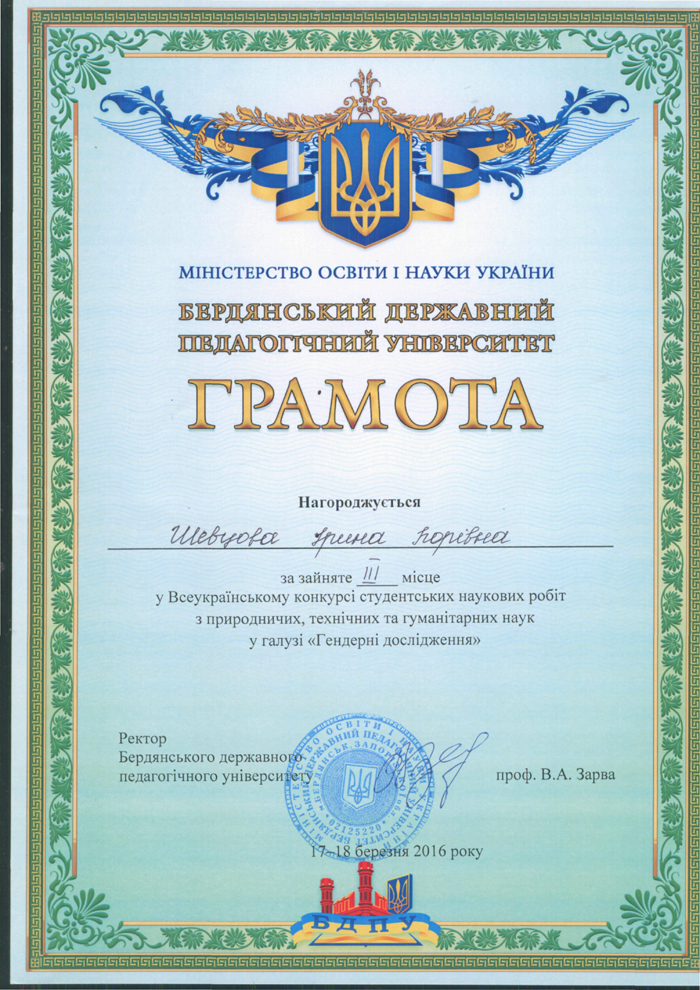 МІНІСТЕРСТВО ОСВІТИ І НАУКИ УКРАЇНИ
БЕРДЯНСЬКИЙ ДЕРЖАВНИЙ
ПЕДАГОГІЧНИЙ УНІВЕРСИТЕТ
ГРАМОТА
Нагороджується
Шевцова Ірина Ігорівна
за зайняте III місце
у Всеукраїнському конкурсі студентських наукових робіт
з природничих, технічних та гуманітарних наук
у галузі «Гендерні дослідження»
Ректор
Бердянського державного
педагогічного університету
проф. В.А. Зарва
02125220
17–18 березня 2016 року
БДПУ